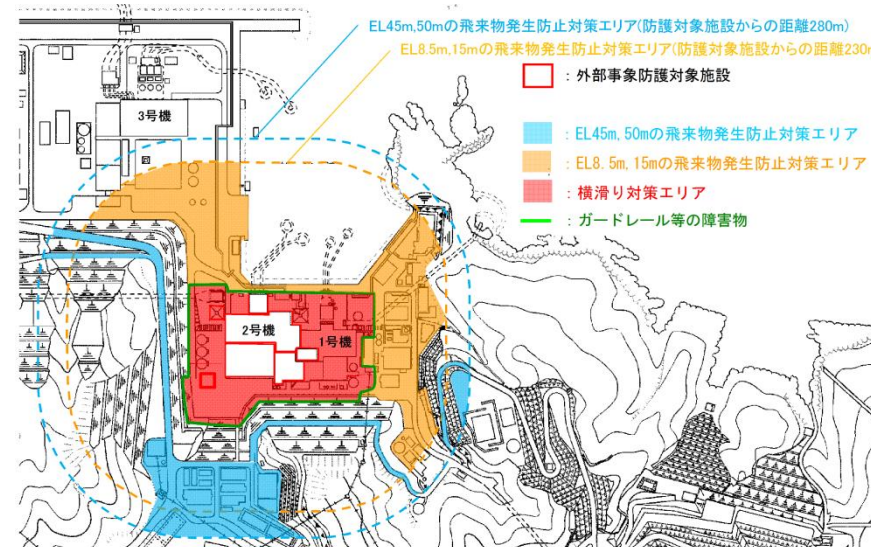 EL45m,50mの飛来物発生防止対策エリア(防護対象施設からの距離280m)
EL8.5m,15mの飛来物発生防止対策エリア(防護対象施設からの距離230m
：外部事象防護対象施設
3号機
：EL45m,50mの飛来物発生防止対策エリア
：EL8.5m,15mの飛来物発生防止対策エリア
：横滑り対策エリア
：ガードレール等の障害物
2号機
1号機